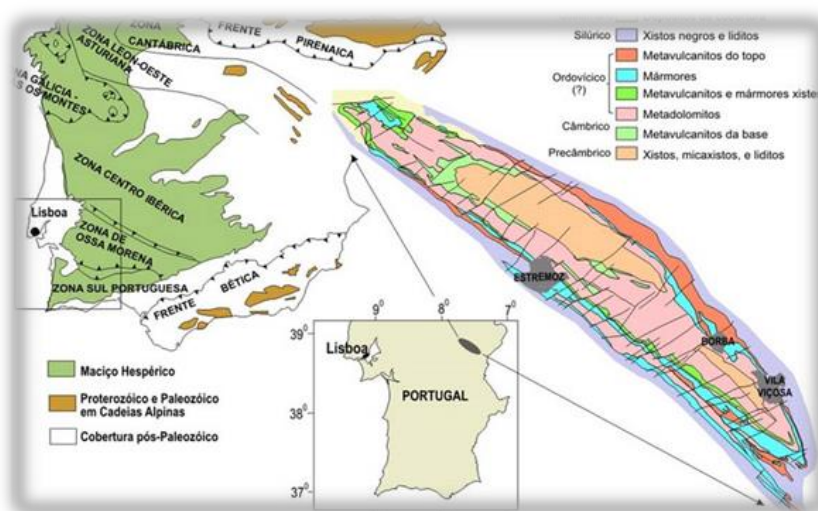 ZONA
CANTÁBRICA
FRENTE
PIRENAICA
ZONA LEON-OESTE
ASTURIANA
ZONA GALICIA -
OS MONTES
ZONA CENTRO IBÉRICA
Lisboa
ZONA DE
OSSA MORENA
ZONA SUL PORTUGUESA
FRENTE BÉTICA
Maciço Hespérico
Proterozóico e Paleozóico
em Cadeias Alpinas
Cobertura pós-Paleozóico
9° 8° 7°
39°
38°
37°
Lisboa
PORTUGAL
Silúrico
Xistos negros e liditos
Ordovícico
(?)
Metavulcanitos do topo
Mármores
Metavulcanitos e mármores xiste
Metadolomitos
Câmbrico
Metavulcanitos da base
Precâmbrico
Xistos, micaxistos, e líditos
ESTREMOZ
BORBA
VILA
VIÇOSA